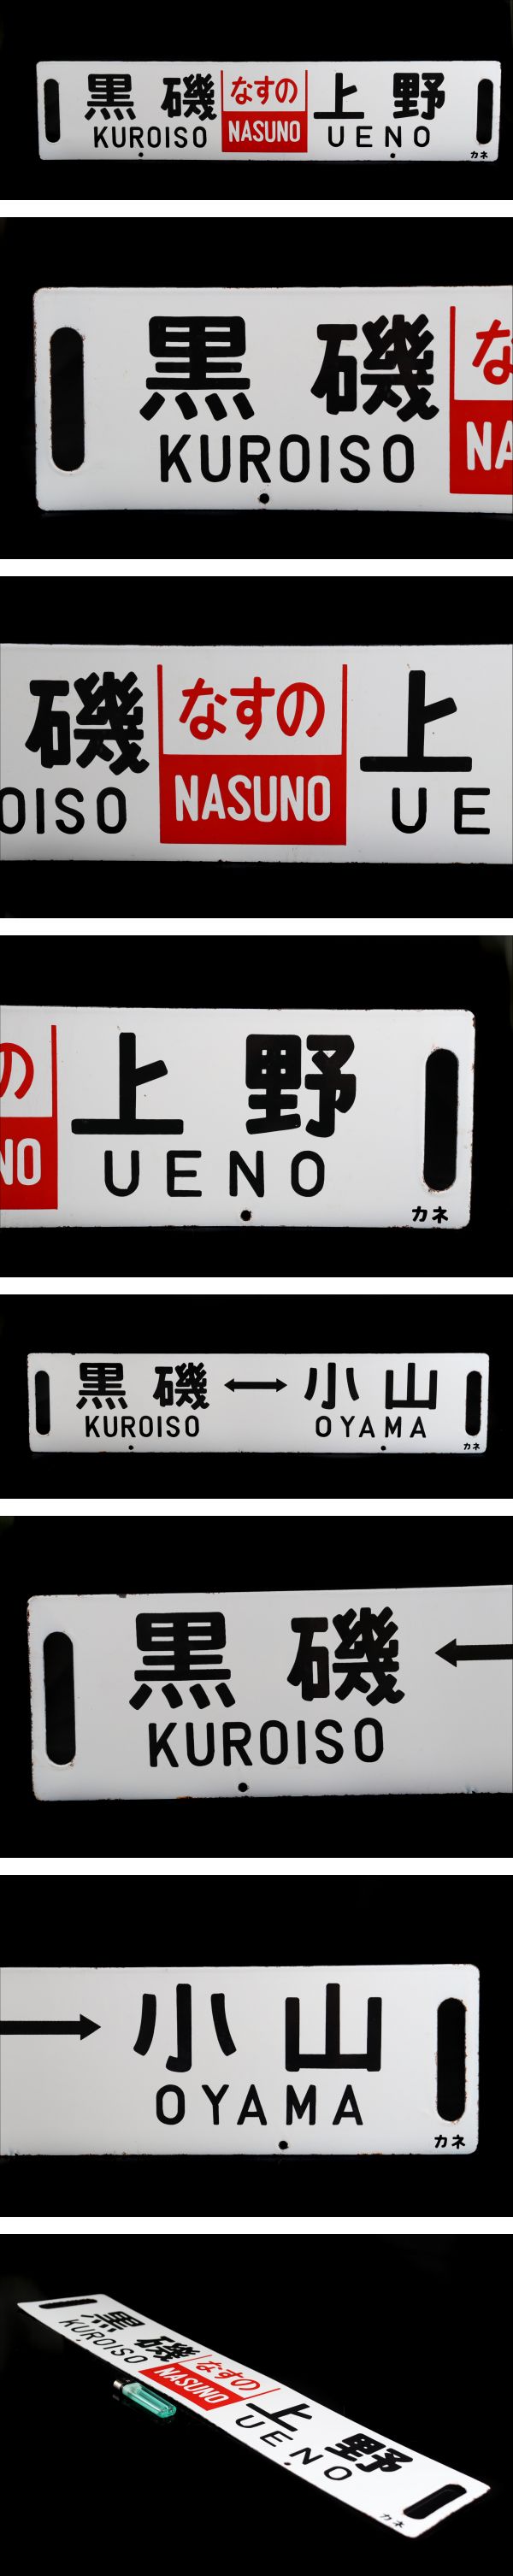 黒磯 なすの 上野
KUROISO NASUNO UENO
カネ
黒磯 な
KUROISO NA
磯 なすの 上
OISO NASUNO UE
の 上野
NO UENO
カネ
黒磯 ↔ 小山
KUROISO OYAMA
カネ
黒磯 ←
KUROISO
→ 小山
OYAMA
カネ
黒磯 なすの 上野
KUROISO NASUNO UENO
カネ